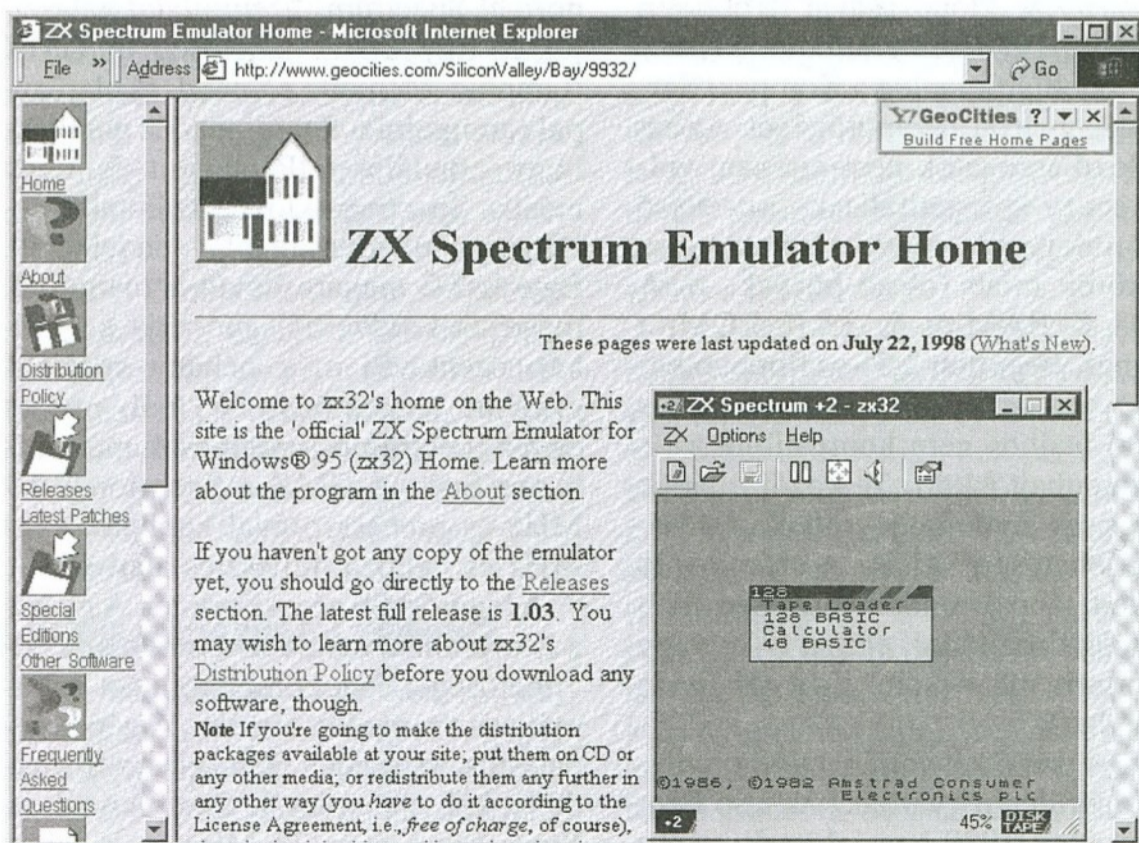 ZX Spectrum Emulator Home - Microsoft Internet Explorer
File » Address http://www.geocities.com/SiliconValley/Bay/9932/ Go
Home
About
Distribution
Policy
Releases
Latest Patches
Special
Editions
Other Software
Frequently
Asked
Questions
Y! GeoCities ? X
Build Free Home Pages
ZX Spectrum Emulator Home
These pages were last updated on July 22, 1998 (What's New).
Welcome to zx32's home on the Web. This
site is the 'official' ZX Spectrum Emulator for
Windows® 95 (zx32) Home. Learn more
about the program in the About section.
If you haven't got any copy of the emulator
yet, you should go directly to the Releases
section. The latest full release is 1.03. You
may wish to learn more about zx32's
Distribution Policy before you download any
software, though.
Note If you're going to make the distribution
packages available at your site; put them on CD or
any other media; or redistribute them any further in
any other way (you have to do it according to the
License Agreement, i.e., free of charge, of course),
+2 ZX Spectrum +2 - zx32
ZX Options Help
128
Tape Loader
128 BASIC
Calculator
48 BASIC
©1986, ©1982 Amstrad Consumer
Electronics plc
+2 45% DISK
TAPE